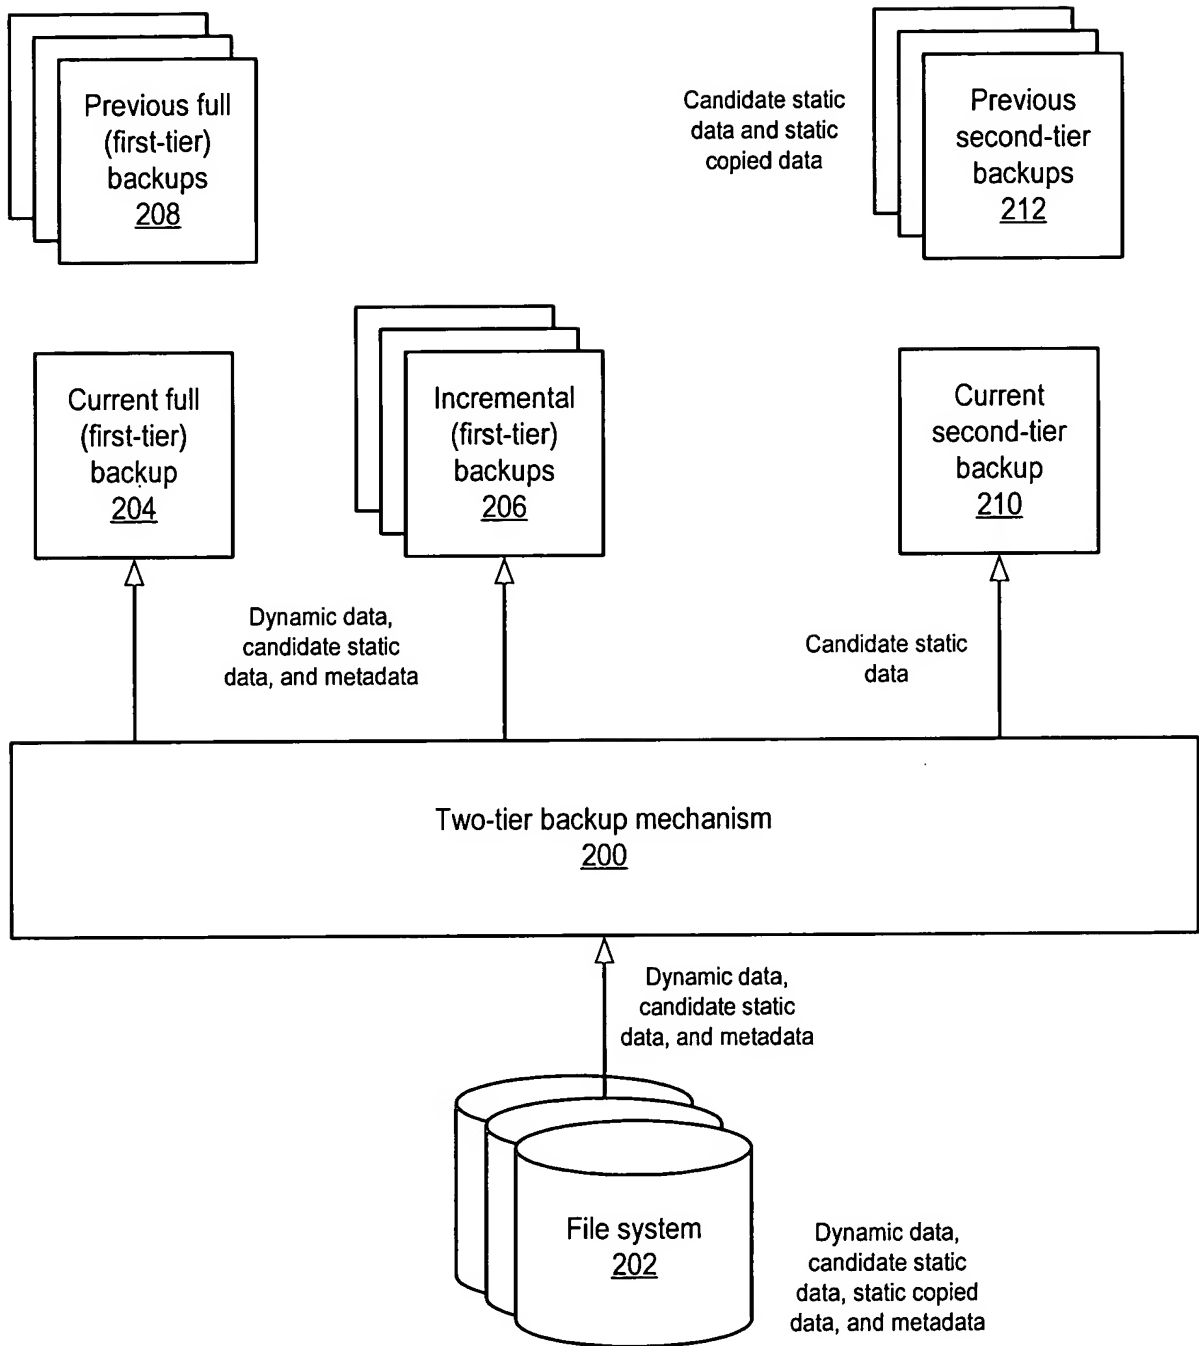 Previous full
(first-tier)
backups
208
Candidate static
data and static
copied data
Previous
second-tier
backups
212
Current full
(first-tier)
backup
204
Incremental
(first-tier)
backups
206
Current
second-tier
backup
210
Dynamic data,
candidate static
data, and metadata
Candidate static
data
Two-tier backup mechanism
200
Dynamic data,
candidate static
data, and metadata
File system
202
Dynamic data,
candidate static
data, static copied
data, and metadata